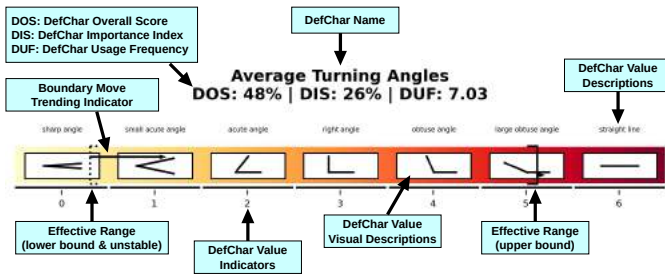 DOS: DefChar Overall Score
DIS: DefChar Importance Index
DUF: DefChar Usage Frequency
DefChar Name
Average Turning Angles
DOS: 48% | DIS: 26% | DUF: 7.03
DefChar Value
Descriptions
Boundary Move
Trending Indicator
sharp angle small acute angle acute angle right angle obtuse angle large obtuse angle straight line
0 1 2 3 4 5 6
Effective Range
(lower bound & unstable)
DefChar Value
Indicators
DefChar Value
Visual Descriptions
Effective Range
(upper bound)